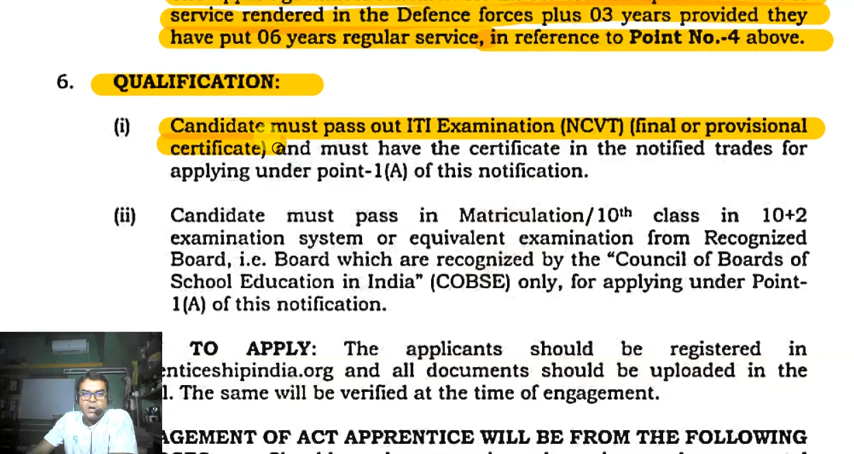 service rendered in the Defence forces plus 03 years provided they
have put 06 years regular service, in reference to Point No.-4 above.
6. QUALIFICATION:
(i) Candidate must pass out ITI Examination (NCVT) (final or provisional
certificate) and must have the certificate in the notified trades for
applying under point-1(A) of this notification.
(ii) Candidate must pass in Matriculation/10th class in 10+2
examination system or equivalent examination from Recognized
Board, i.e. Board which are recognized by the "Council of Boards of
School Education in India" (COBSE) only, for applying under Point-
1(A) of this notification.
TO APPLY: The applicants should be registered in
enticeshipindia.org and all documents should be uploaded in the
l. The same will be verified at the time of engagement.
AGEMENT OF ACT APPRENTICE WILL BE FROM THE FOLLOWING